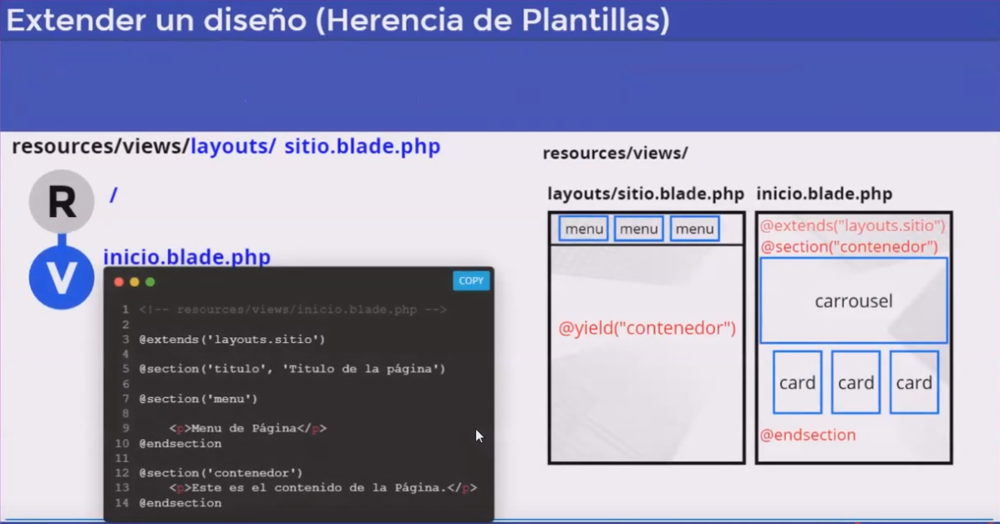 Extender un diseño (Herencia de Plantillas)
resources/views/layouts/ sitio.blade.php
R
/
V
inicio.blade.php
COPY
1 <!-- resources/views/inicio.blade.php -->
2
3 @extends('layouts.sitio')
4
5 @section('titulo', 'Titulo de la página')
6
7 @section('menu')
8
9 <p>Menu de Página</p>
10 @endsection
11
12 @section('contenedor')
13 <p>Este es el contenido de la Página.</p>
14 @endsection
resources/views/
layouts/sitio.blade.php
menu menu menu
@yield("contenedor")
inicio.blade.php
@extends("layouts.sitio")
@section("contenedor")
carrousel
card card card
@endsection